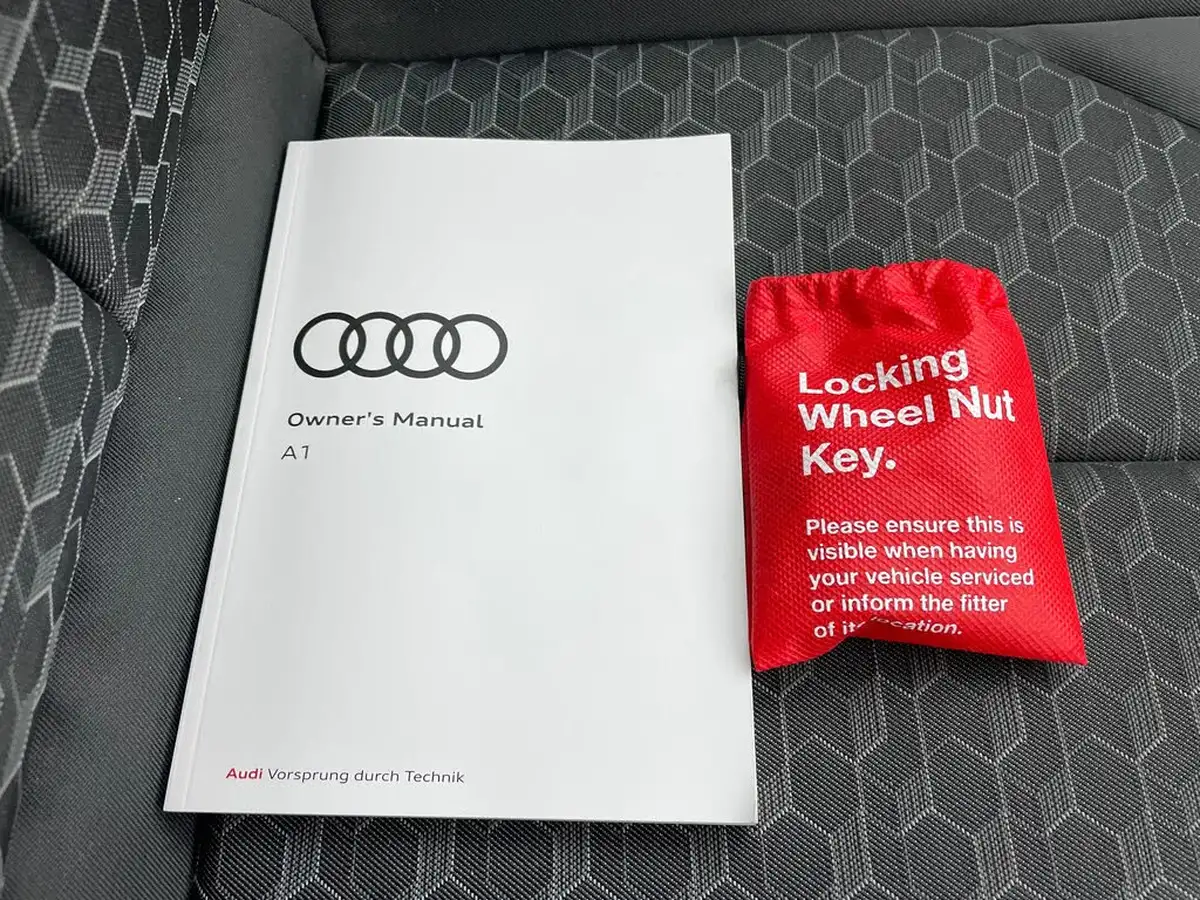 Owner's Manual
A1
Audi Vorsprung durch Technik
Locking
Wheel Nut
Key.
Please ensure this is
visible when having
your vehicle serviced
or inform the fitter
of